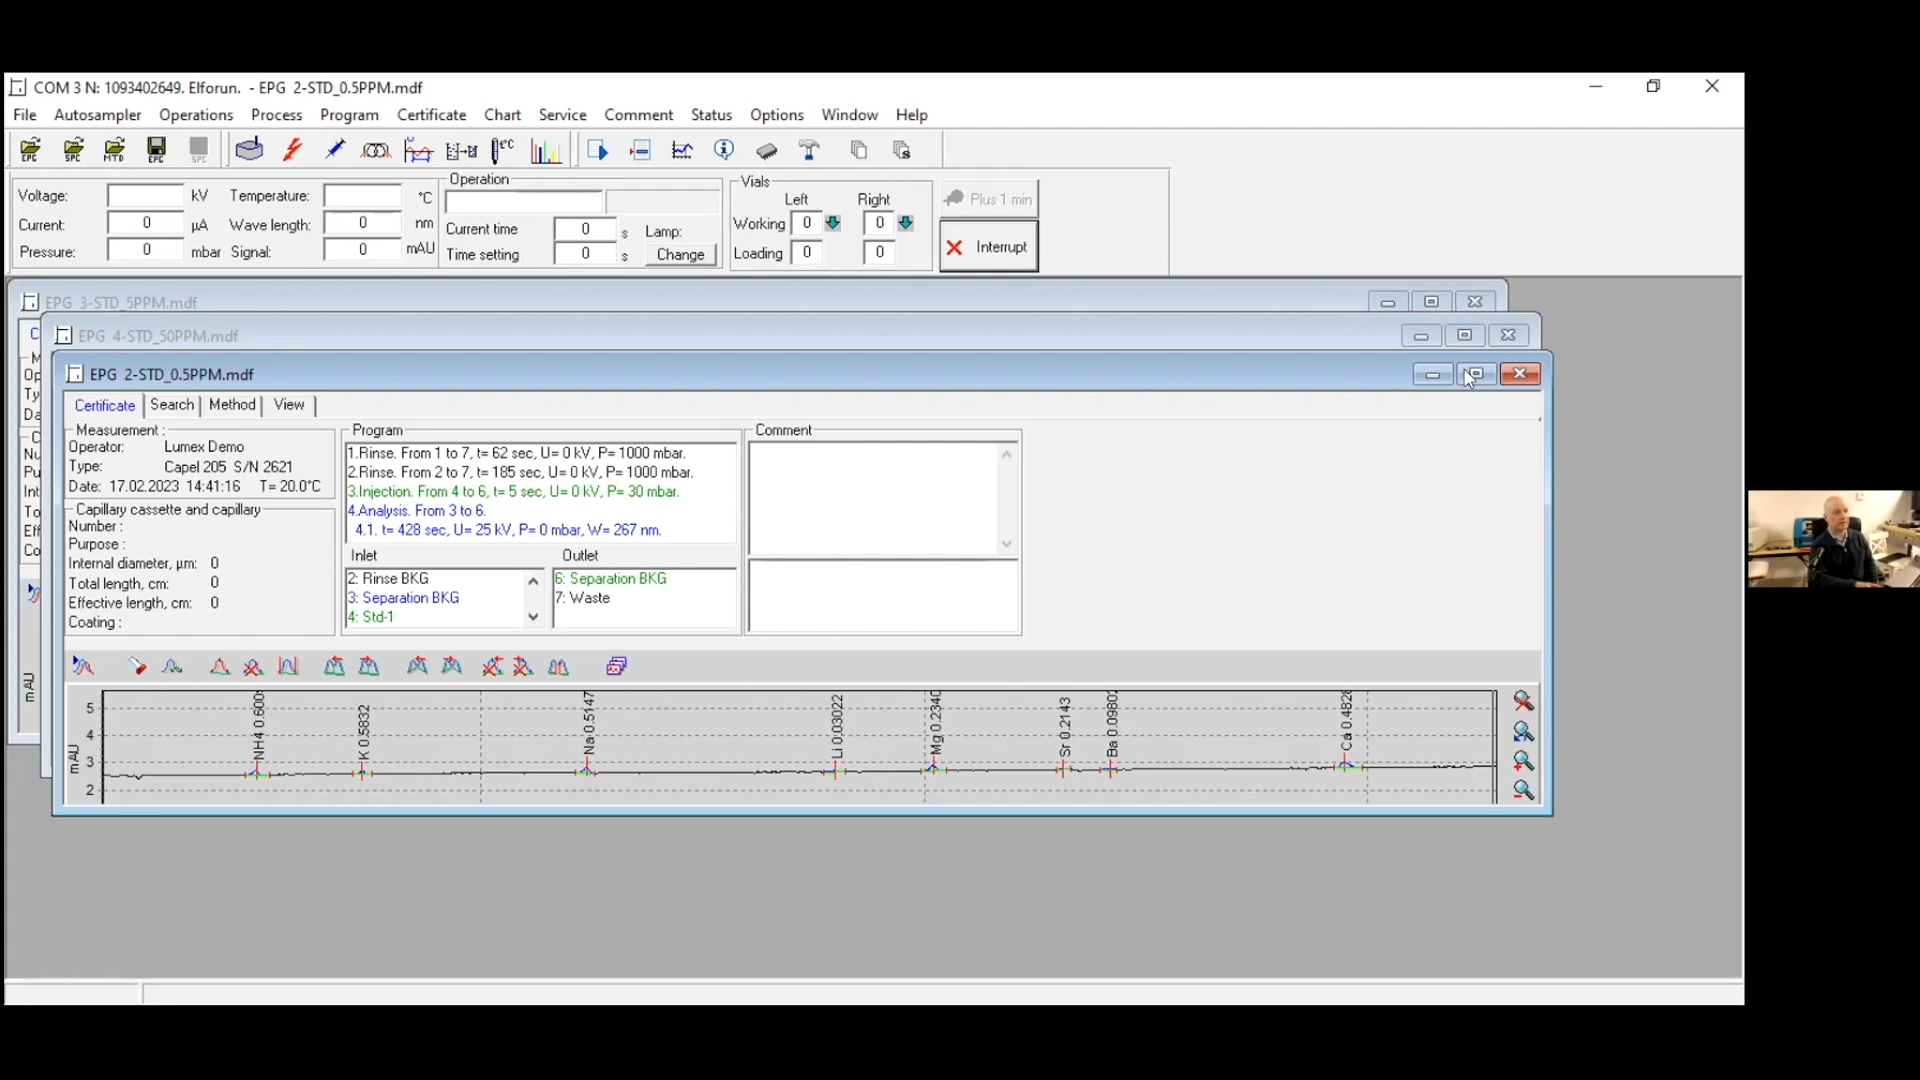 COM 3 N: 1093402649. Elforun. - EPG 2-STD_0.5PPM.mdf
File Autosampler Operations Process Program Certificate Chart Service Comment Status Options Window Help
EPG SPC MTD EPG SPC t°C
Voltage: kV Temperature: °C
Current: 0 µA Wave length: 0 nm
Pressure: 0 mbar Signal: 0 mAU
Operation
Current time 0 s Lamp:
Time setting 0 s Change
Vials
Left Right
Working 0 0
Loading 0 0
Plus 1 min
Interrupt
EPG 3-STD_5PPM.mdf
EPG 4-STD_50PPM.mdf
EPG 2-STD_0.5PPM.mdf
Certificate Search Method View
Measurement :
Operator: Lumex Demo
Type: Capel 205 S/N 2621
Date: 17.02.2023 14:41:16 T= 20.0°C
Capillary cassette and capillary
Number :
Purpose :
Internal diameter, µm: 0
Total length, cm: 0
Effective length, cm: 0
Coating :
Program
1.Rinse. From 1 to 7, t= 62 sec, U= 0 kV, P= 1000 mbar.
2.Rinse. From 2 to 7, t= 185 sec, U= 0 kV, P= 1000 mbar.
3.Injection. From 4 to 6, t= 5 sec, U= 0 kV, P= 30 mbar.
4.Analysis. From 3 to 6.
4.1. t= 428 sec, U= 25 kV, P= 0 mbar, W= 267 nm.
Inlet
2: Rinse BKG
3: Separation BKG
4: Std-1
Outlet
6: Separation BKG
7: Waste
Comment
mAU
mAU
5
4
3
2
NH4 0.600
K 0.5832
Na 0.5147
Li 0.03022
Mg 0.2340
Sr 0.2143
Ba 0.0980
Ca 0.482